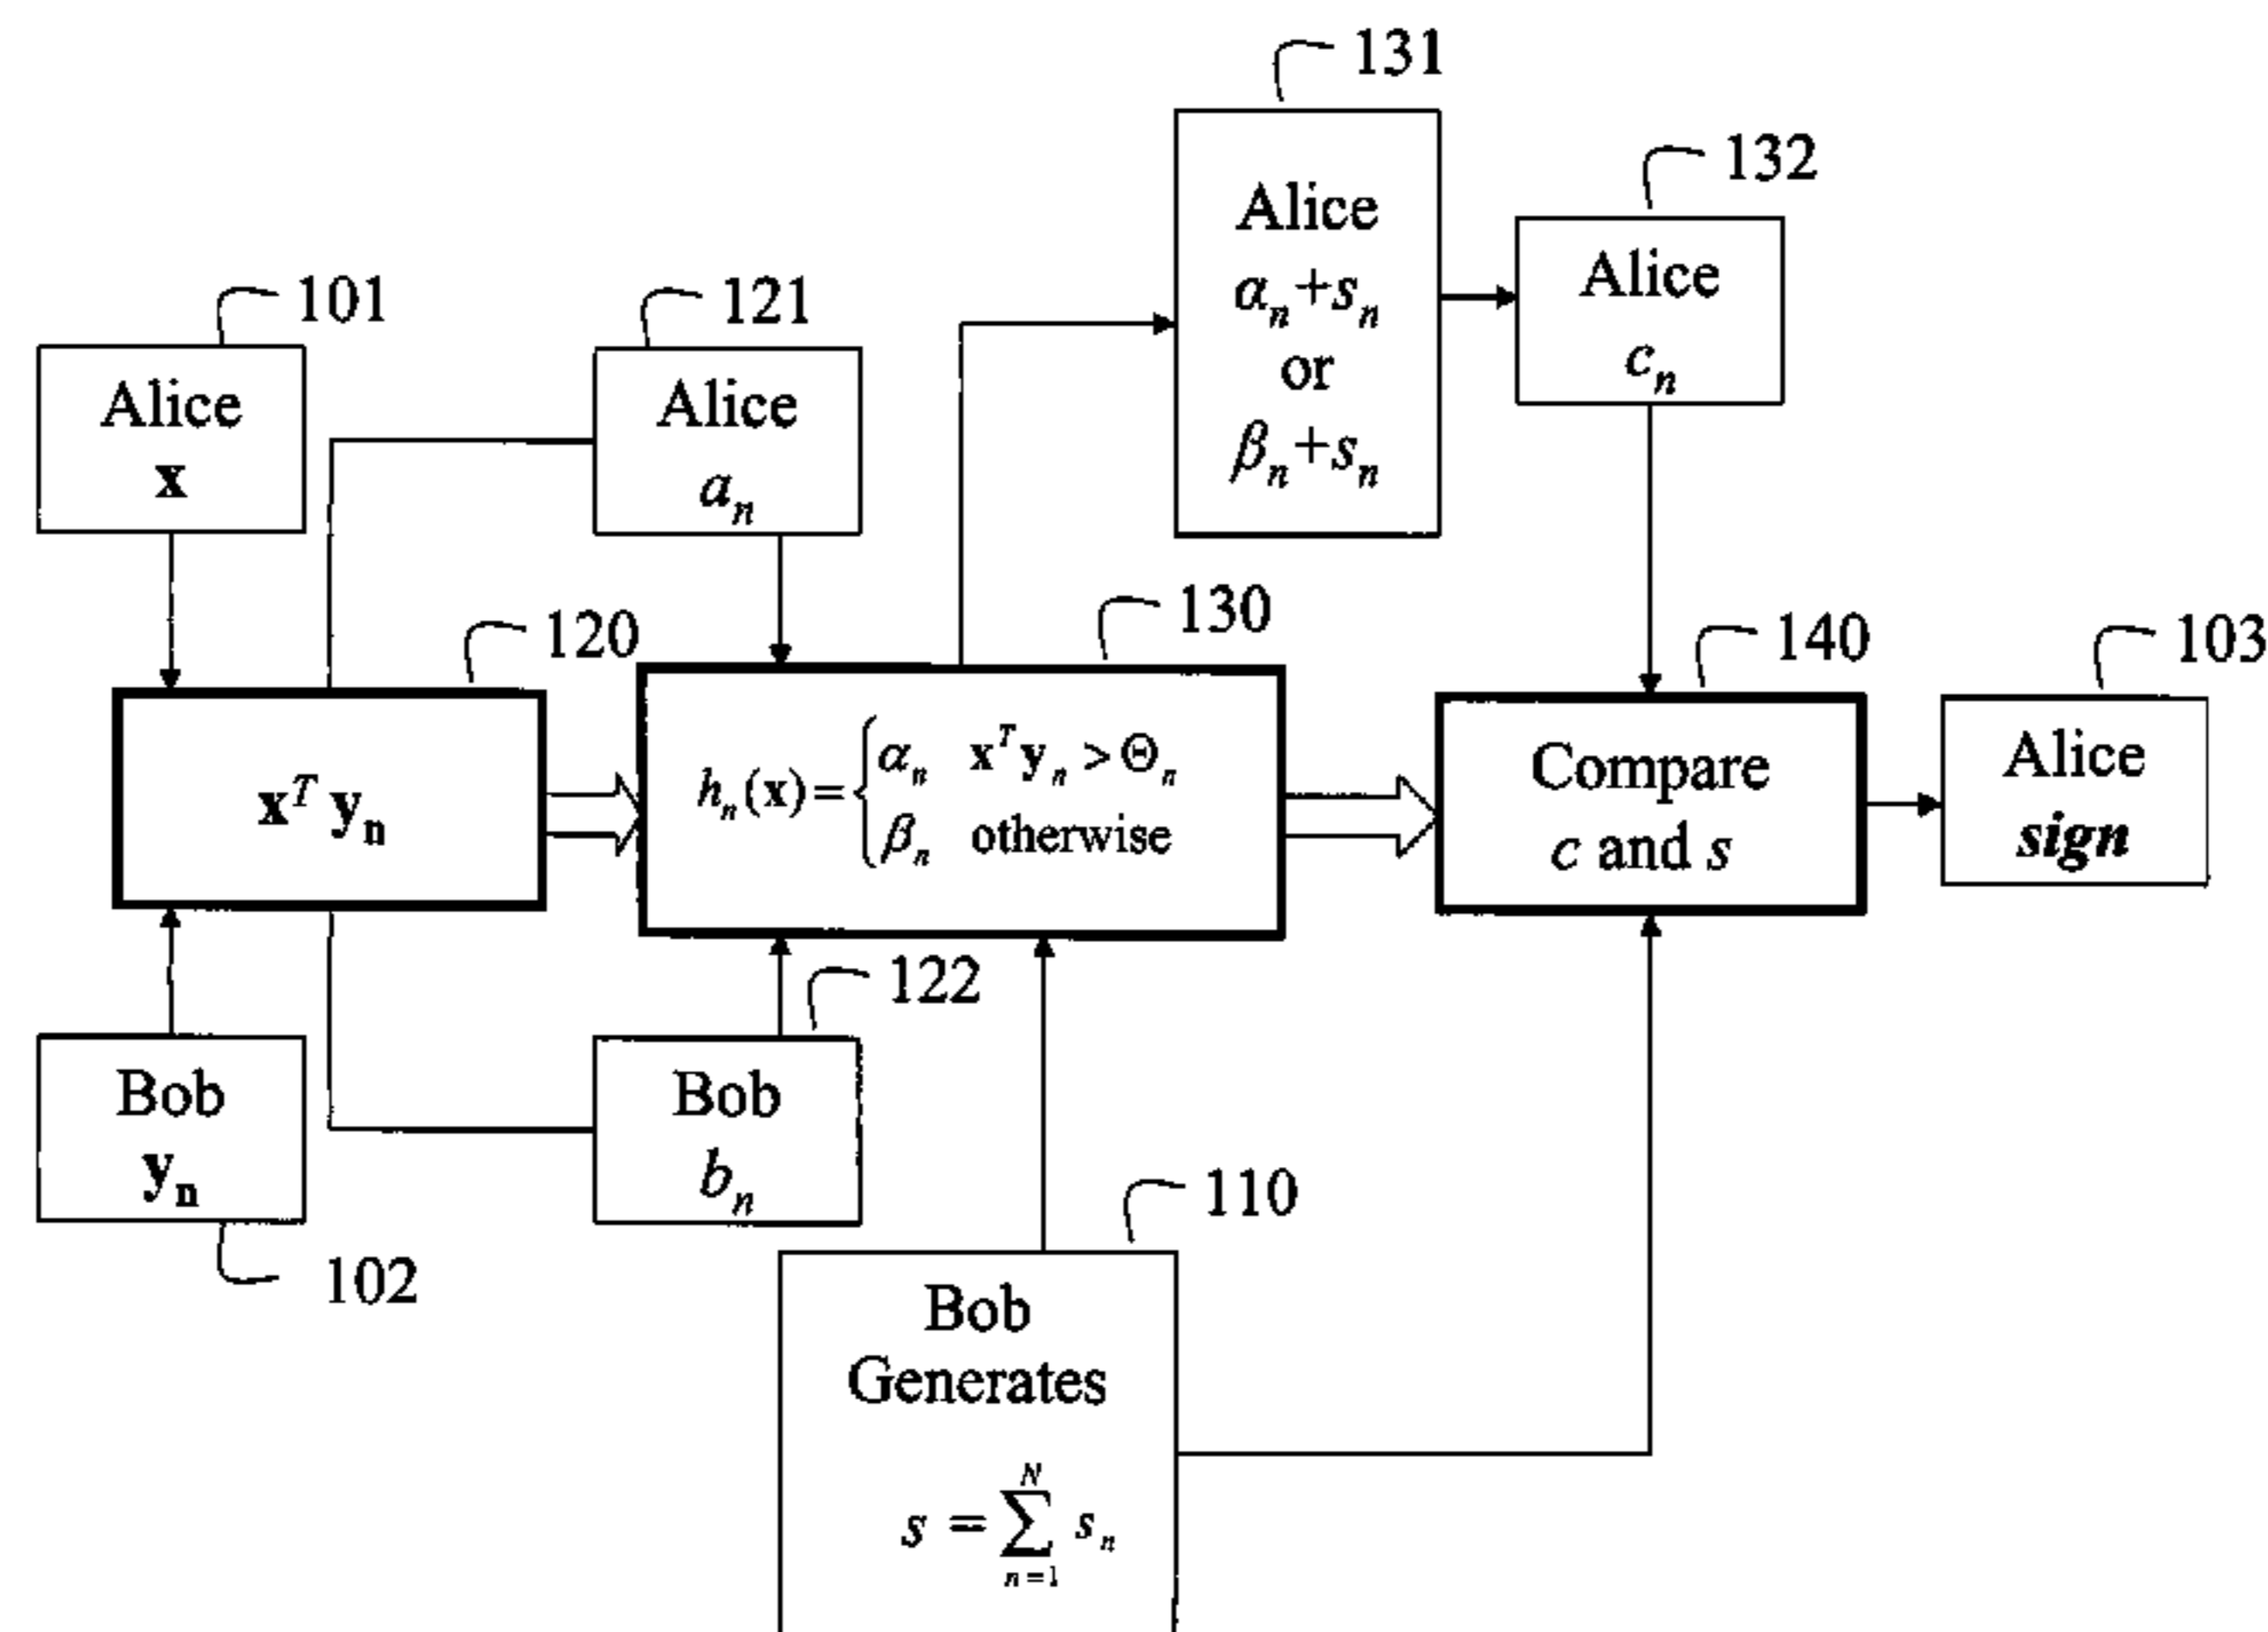 131
Alice
αₙ+sₙ
or
βₙ+sₙ
132
Alice
cₙ
101
Alice
x
121
Alice
aₙ
120
xᵀ yₙ
130
hₙ(x) = { αₙ xᵀyₙ > Θₙ
βₙ otherwise
140
Compare
c and s
103
Alice
sign
Bob
yₙ
102
122
Bob
bₙ
110
Bob
Generates
s = ∑ₙ₌₁ᴺ sₙ